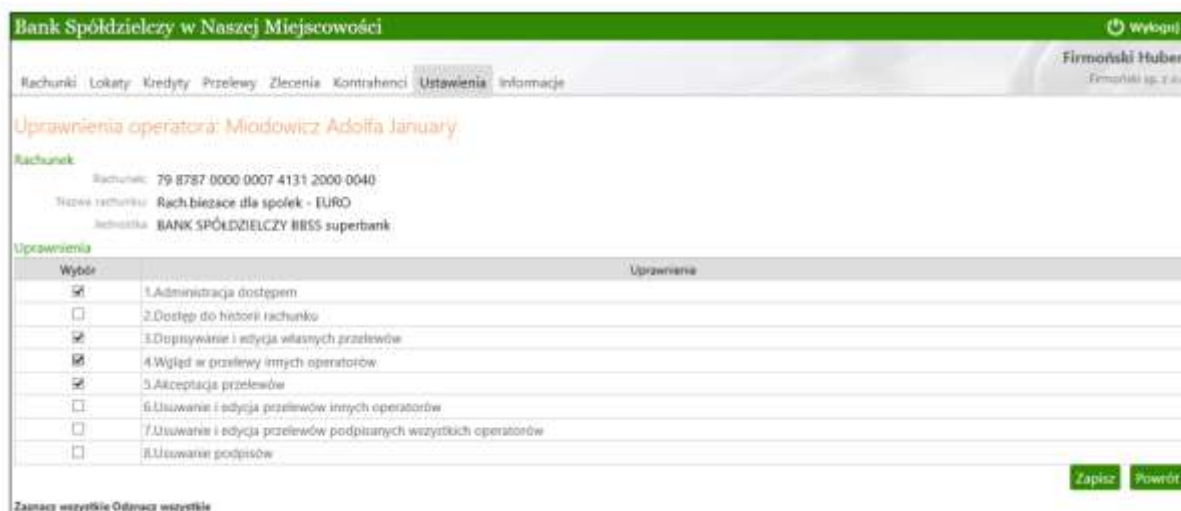 Bank Spółdzielczy w Naszej Miejscowości Wyloguj
Firmoński Huber
Firmoński sp. z o.
Rachunki Lokaty Kredyty Przelewy Zlecenia Kontrahenci Ustawienia Informacje
Uprawnienia operatora: Miodowicz Adolfa January
Rachunek
Rachunek: 79 8787 0000 0007 4131 2000 0040
Nazwa rachunku: Rach.biezace dla spolek - EURO
Jednostka BANK SPÓŁDZIELCZY BBSS superbank
Uprawnienia
Wybór Uprawnienia
1.Administracja dostępem
2.Dostęp do historii rachunku
3.Dopisywanie i edycja własnych przelewów
4.Wgląd w przelewy innych operatorów
5.Akceptacja przelewów
6.Usuwanie i edycja przelewów innych operatorów
7.Usuwanie i edycja przelewów podpisanych wszystkich operatorów
8.Usuwanie podpisów
Zapisz Powrót
Zaznacz wszystkie Odznacz wszystkie